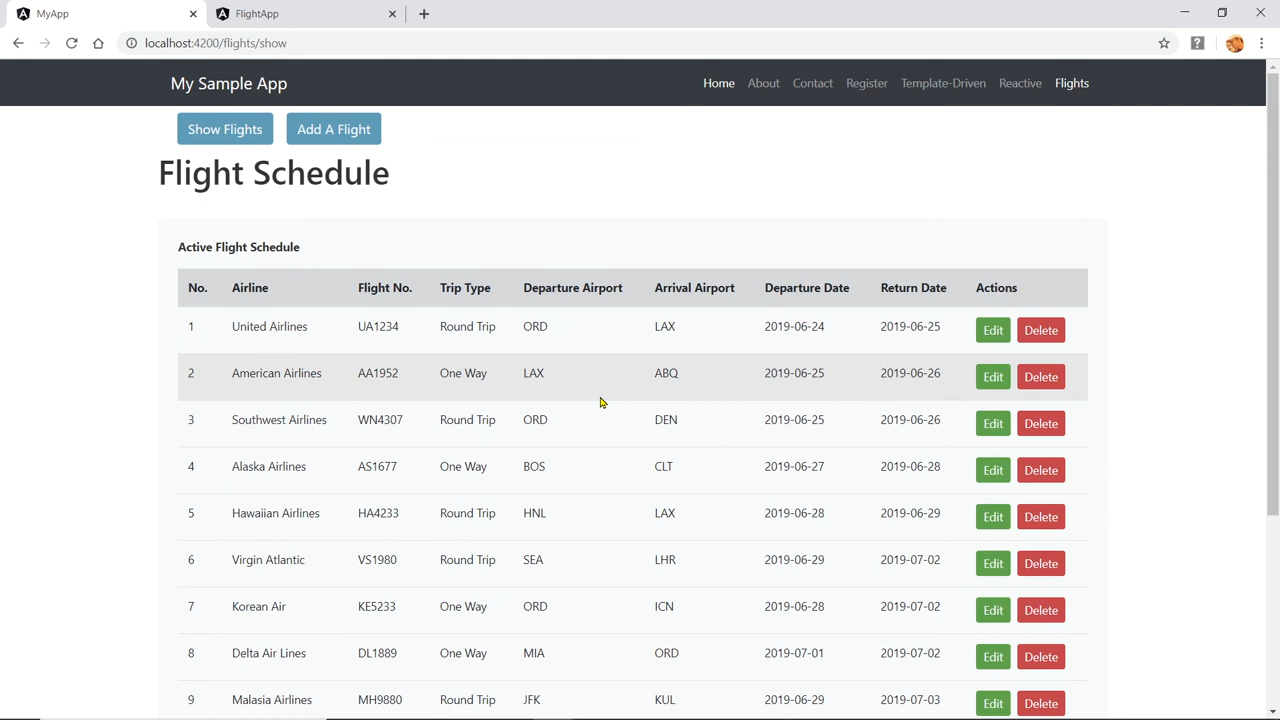 MyApp
FlightApp
localhost:4200/flights/show
My Sample App Home About Contact Register Template-Driven Reactive Flights
Show Flights Add A Flight
Flight Schedule
Active Flight Schedule
No. Airline Flight No. Trip Type Departure Airport Arrival Airport Departure Date Return Date Actions
1 United Airlines UA1234 Round Trip ORD LAX 2019-06-24 2019-06-25 Edit Delete
2 American Airlines AA1952 One Way LAX ABQ 2019-06-25 2019-06-26 Edit Delete
3 Southwest Airlines WN4307 Round Trip ORD DEN 2019-06-25 2019-06-26 Edit Delete
4 Alaska Airlines AS1677 One Way BOS CLT 2019-06-27 2019-06-28 Edit Delete
5 Hawaiian Airlines HA4233 Round Trip HNL LAX 2019-06-28 2019-06-29 Edit Delete
6 Virgin Atlantic VS1980 Round Trip SEA LHR 2019-06-29 2019-07-02 Edit Delete
7 Korean Air KE5233 One Way ORD ICN 2019-06-28 2019-07-02 Edit Delete
8 Delta Air Lines DL1889 One Way MIA ORD 2019-07-01 2019-07-02 Edit Delete
9 Malasia Airlines MH9880 Round Trip JFK KUL 2019-06-29 2019-07-03 Edit Delete